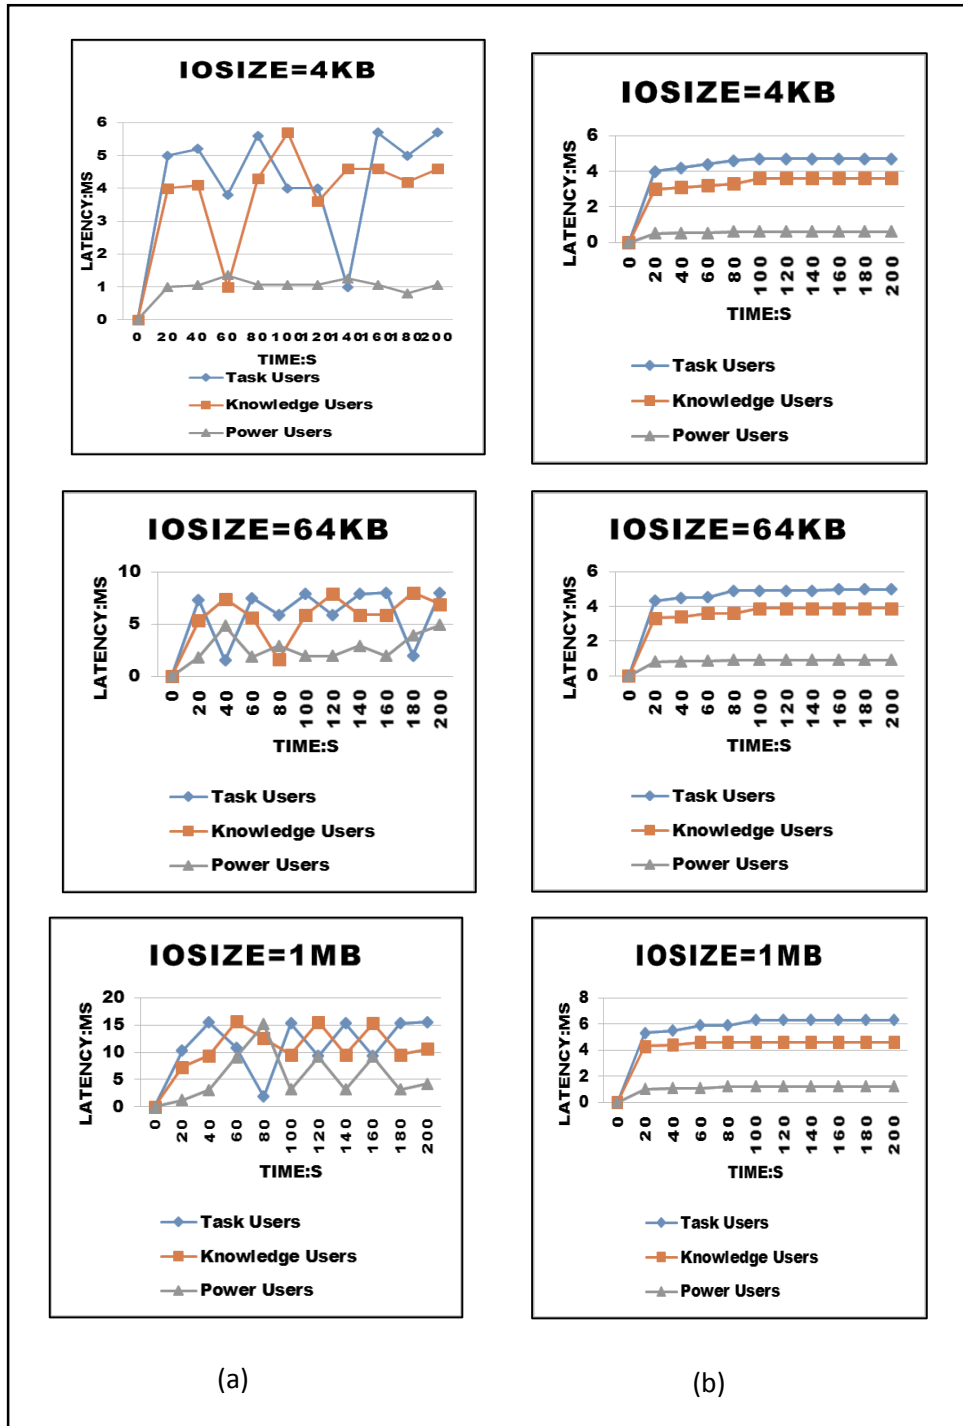 IOSIZE=4KB
LATENCY:MS
6
5
4
3
2
1
0
0 20 40 60 80 100 120 140 160 180 200
TIME:S
Task Users
Knowledge Users
Power Users
IOSIZE=4KB
LATENCY:MS
6
4
2
0
0 20 40 60 80 100 120 140 160 180 200
TIME:S
Task Users
Knowledge Users
Power Users
IOSIZE=64KB
LATENCY:MS
10
5
0
0 20 40 60 80 100 120 140 160 180 200
TIME:S
Task Users
Knowledge Users
Power Users
IOSIZE=64KB
LATENCY:MS
6
4
2
0
0 20 40 60 80 100 120 140 160 180 200
TIME:S
Task Users
Knowledge Users
Power Users
IOSIZE=1MB
LATENCY:MS
20
15
10
5
0
0 20 40 60 80 100 120 140 160 180 200
TIME:S
Task Users
Knowledge Users
Power Users
IOSIZE=1MB
LATENCY:MS
8
6
4
2
0
0 20 40 60 80 100 120 140 160 180 200
TIME:S
Task Users
Knowledge Users
Power Users
(a)
(b)